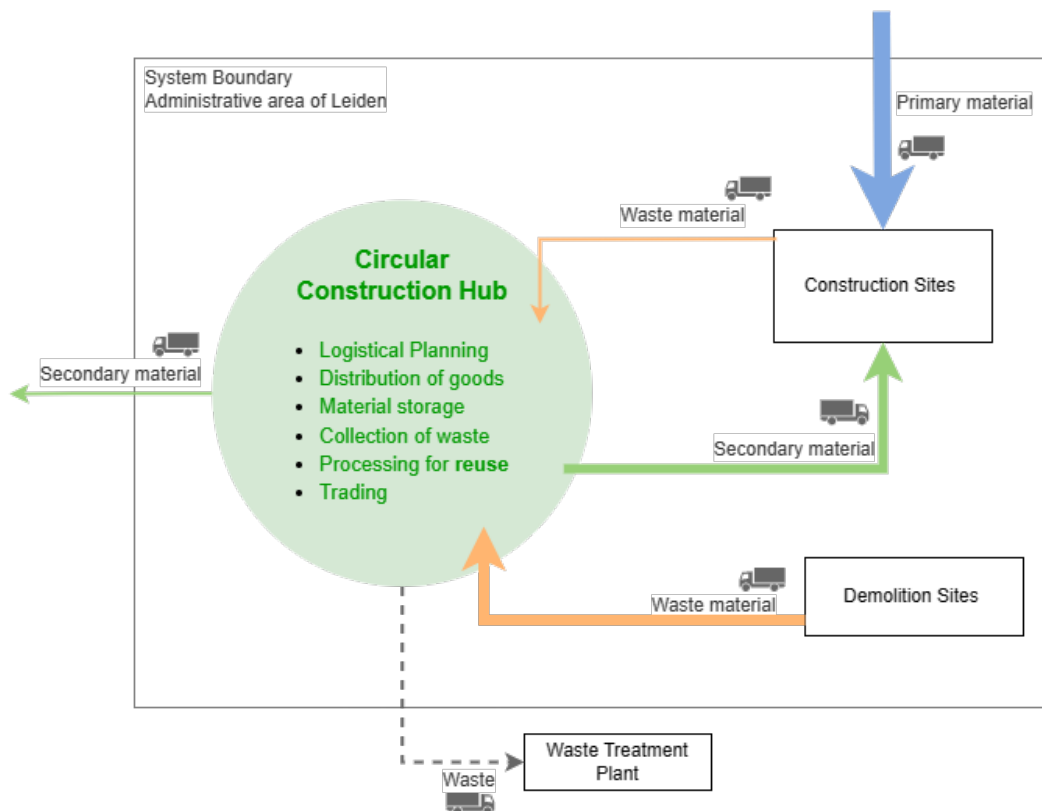 System Boundary
Administrative area of Leiden
Primary material
Waste material
Construction Sites
Circular
Construction Hub
Logistical Planning
Distribution of goods
Material storage
Collection of waste
Processing for reuse
Trading
Secondary material
Secondary material
Waste material
Demolition Sites
Waste Treatment
Plant
Waste